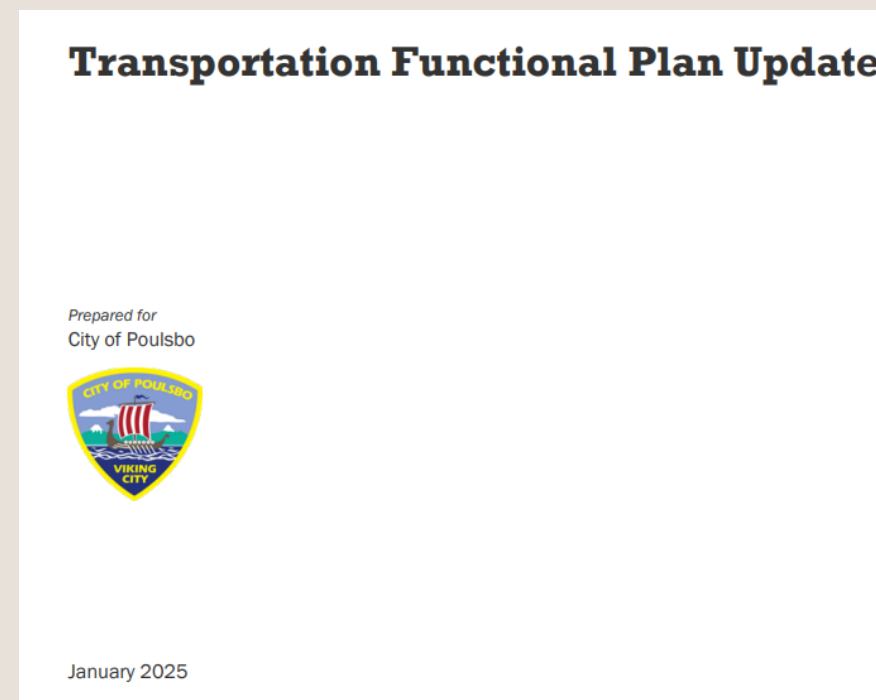 Transportation Functional Plan Update
Prepared for
City of Poulsbo
CITY OF POULSBO
VIKING
CITY
January 2025